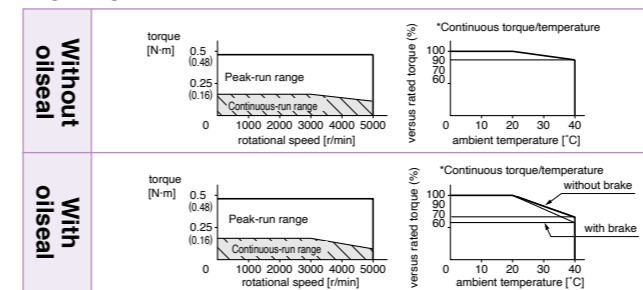 Without
oilseal
torque
[N·m]
0.5
(0.48)
0.25
(0.16)
0
Peak-run range
Continuous-run range
1000 2000 3000 4000 5000
rotational speed [r/min]
*Continuous torque/temperature
versus rated torque (%)
100
90
70
60
0 10 20 30 40
ambient temperature [˚C]
With
oilseal
torque
[N·m]
0.5
(0.48)
0.25
(0.16)
0
Peak-run range
Continuous-run range
1000 2000 3000 4000 5000
rotational speed [r/min]
*Continuous torque/temperature
versus rated torque (%)
100
90
70
60
without brake
with brake
0 10 20 30 40
ambient temperature [˚C]